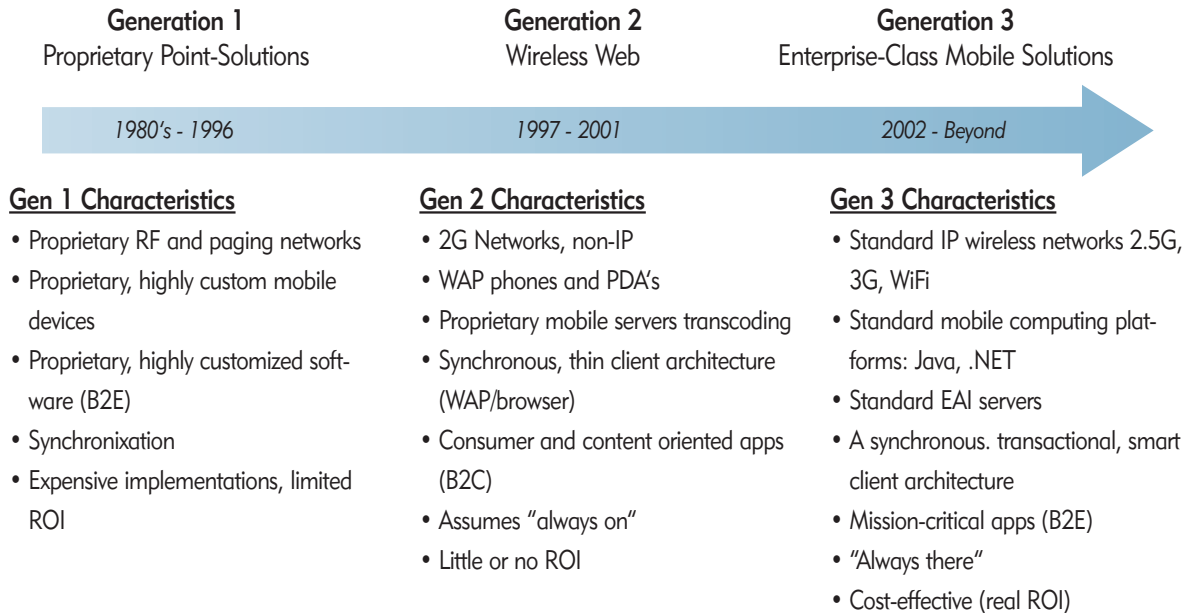 Generation 1
Proprietary Point-Solutions
Generation 2
Wireless Web
Generation 3
Enterprise-Class Mobile Solutions
1980's - 1996
1997 - 2001
2002 - Beyond
Gen 1 Characteristics
• Proprietary RF and paging networks
• Proprietary, highly custom mobile
devices
• Proprietary, highly customized soft-
ware (B2E)
• Synchronixation
• Expensive implementations, limited
ROI
Gen 2 Characteristics
• 2G Networks, non-IP
• WAP phones and PDA's
• Proprietary mobile servers transcoding
• Synchronous, thin client architecture
(WAP/browser)
• Consumer and content oriented apps
(B2C)
• Assumes "always on"
• Little or no ROI
Gen 3 Characteristics
• Standard IP wireless networks 2.5G,
3G, WiFi
• Standard mobile computing plat-
forms: Java, .NET
• Standard EAI servers
• A synchronous. transactional, smart
client architecture
• Mission-critical apps (B2E)
• "Always there"
• Cost-effective (real ROI)